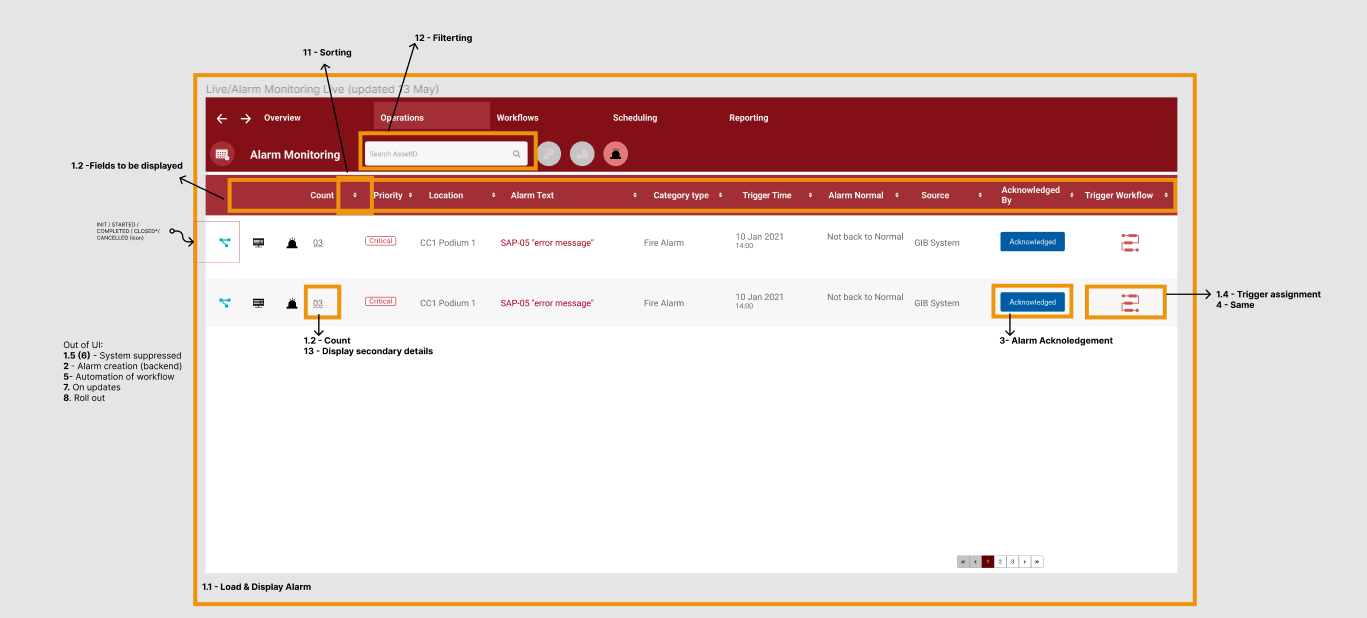 12 - Filterting
11 - Sorting
Live/Alarm Monitoring Live (updated 13 May)
Overview
Operations
Workflows
Scheduling
Reporting
Alarm Monitoring
Search AssetID
1.2 -Fields to be displayed
Count
Priority
Location
Alarm Text
Category type
Trigger Time
Alarm Normal
Source
Acknowledged
By
Trigger Workflow
INIT / STARTED /
COMPLETED / CLOSED*/
CANCELLED (Icon)
03
Critical
CC1 Podium 1
SAP-05 "error message"
Fire Alarm
10 Jan 2021
14:00
Not back to Normal
GIB System
Acknowledged
03
Critical
CC1 Podium 1
SAP-05 "error message"
Fire Alarm
10 Jan 2021
14:00
Not back to Normal
GIB System
Acknowledged
1.4 - Trigger assignment
4 - Same
1.2 - Count
13 - Display secondary details
3- Alarm Acknoledgement
Out of UI:
1.5 (6) - System suppressed
2 - Alarm creation (backend)
5- Automation of workflow
7. On updates
8. Roll out
« ‹ 1 2 3 › »
1.1 - Load & Display Alarm